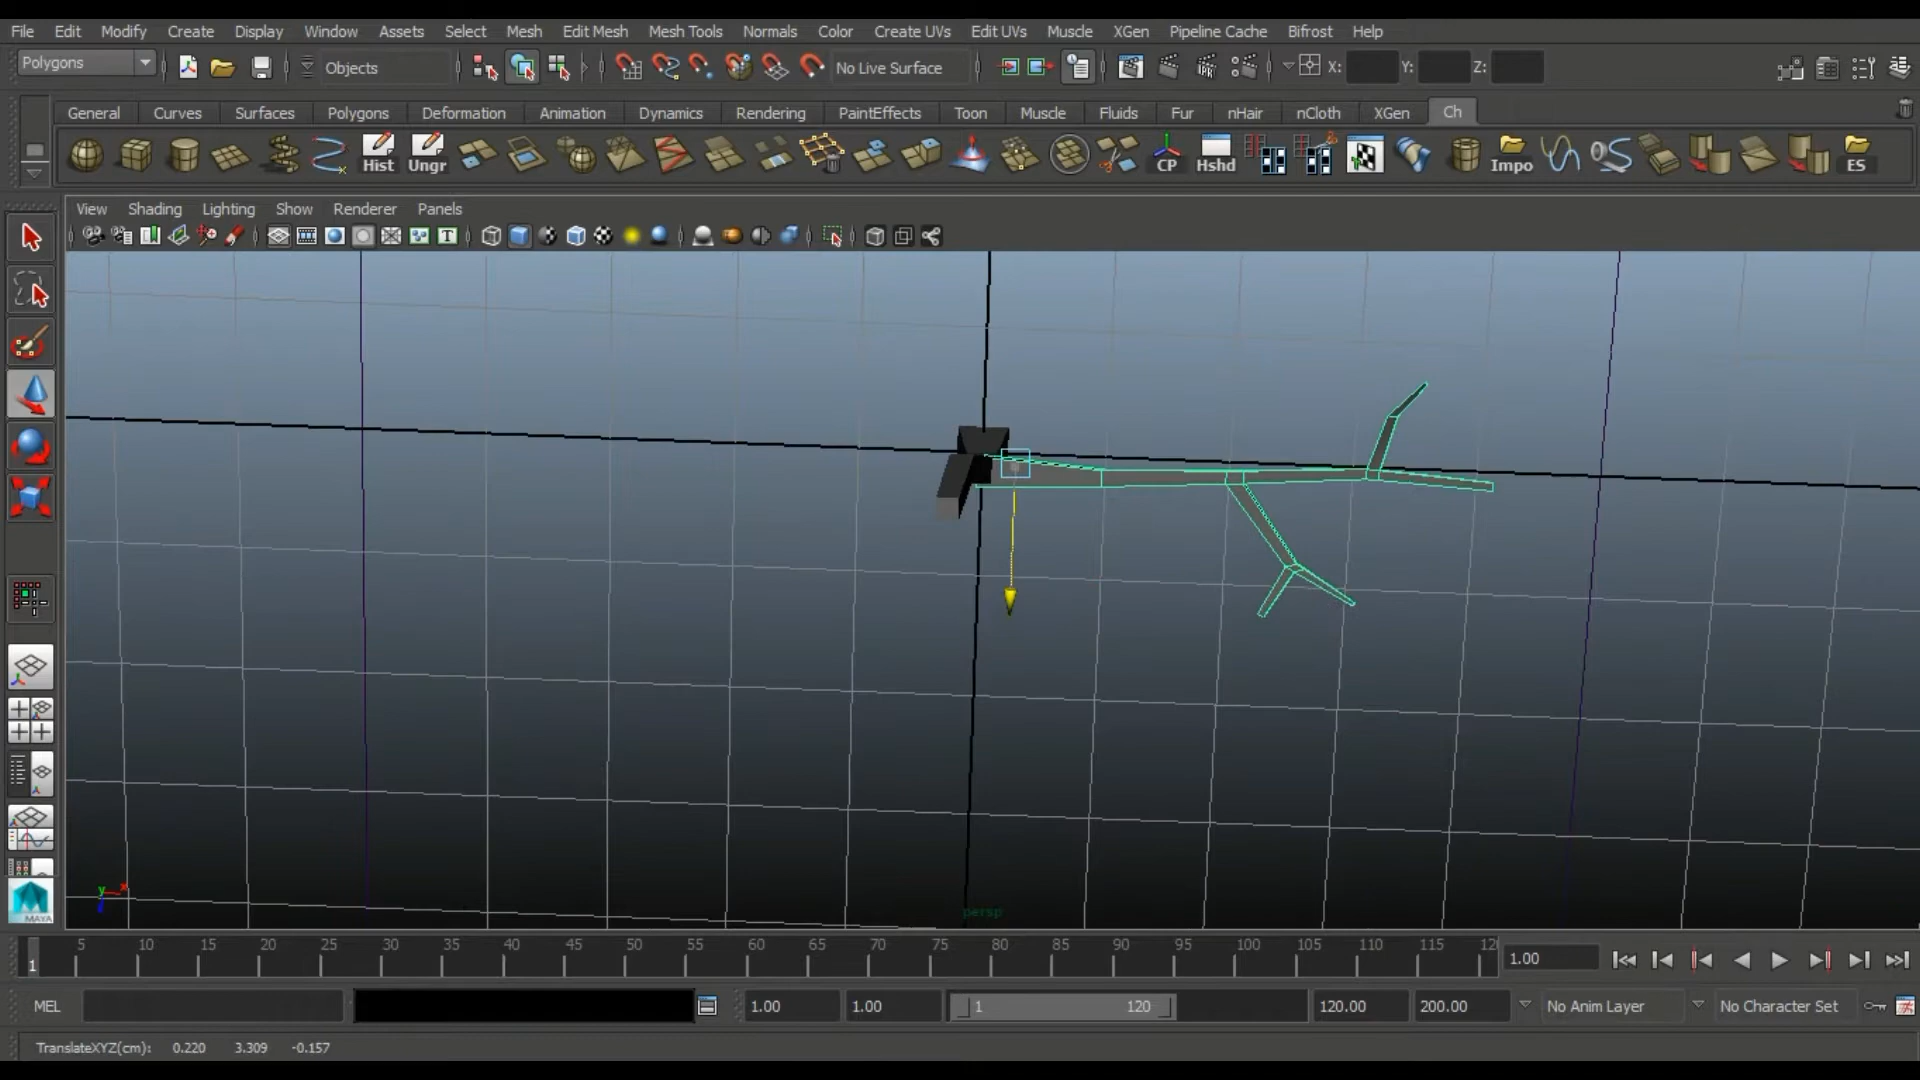 File Edit Modify Create Display Window Assets Select Mesh Edit Mesh Mesh Tools Normals Color Create UVs Edit UVs Muscle XGen Pipeline Cache Bifrost Help
Polygons Objects No Live Surface X: Y: Z:
General Curves Surfaces Polygons Deformation Animation Dynamics Rendering PaintEffects Toon Muscle Fluids Fur nHair nCloth XGen Ch
Hist Ungr CP Hshd Impo ES
View Shading Lighting Show Renderer Panels
y x
persp
MAYA
5 10 15 20 25 30 35 40 45 50 55 60 65 70 75 80 85 90 95 100 105 110 115 12
1 1.00
MEL 1.00 1.00 1 120 120.00 200.00 No Anim Layer No Character Set
TranslateXYZ(cm): 0.220 3.309 -0.157